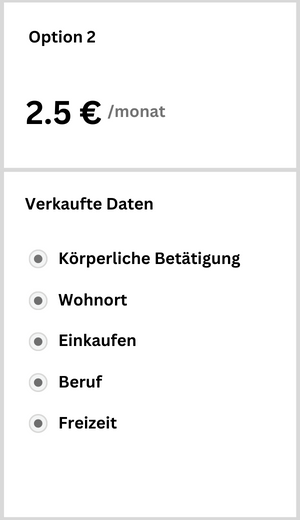 Option 2
2.5 € /monat
Verkaufte Daten
Körperliche Betätigung
Wohnort
Einkaufen
Beruf
Freizeit